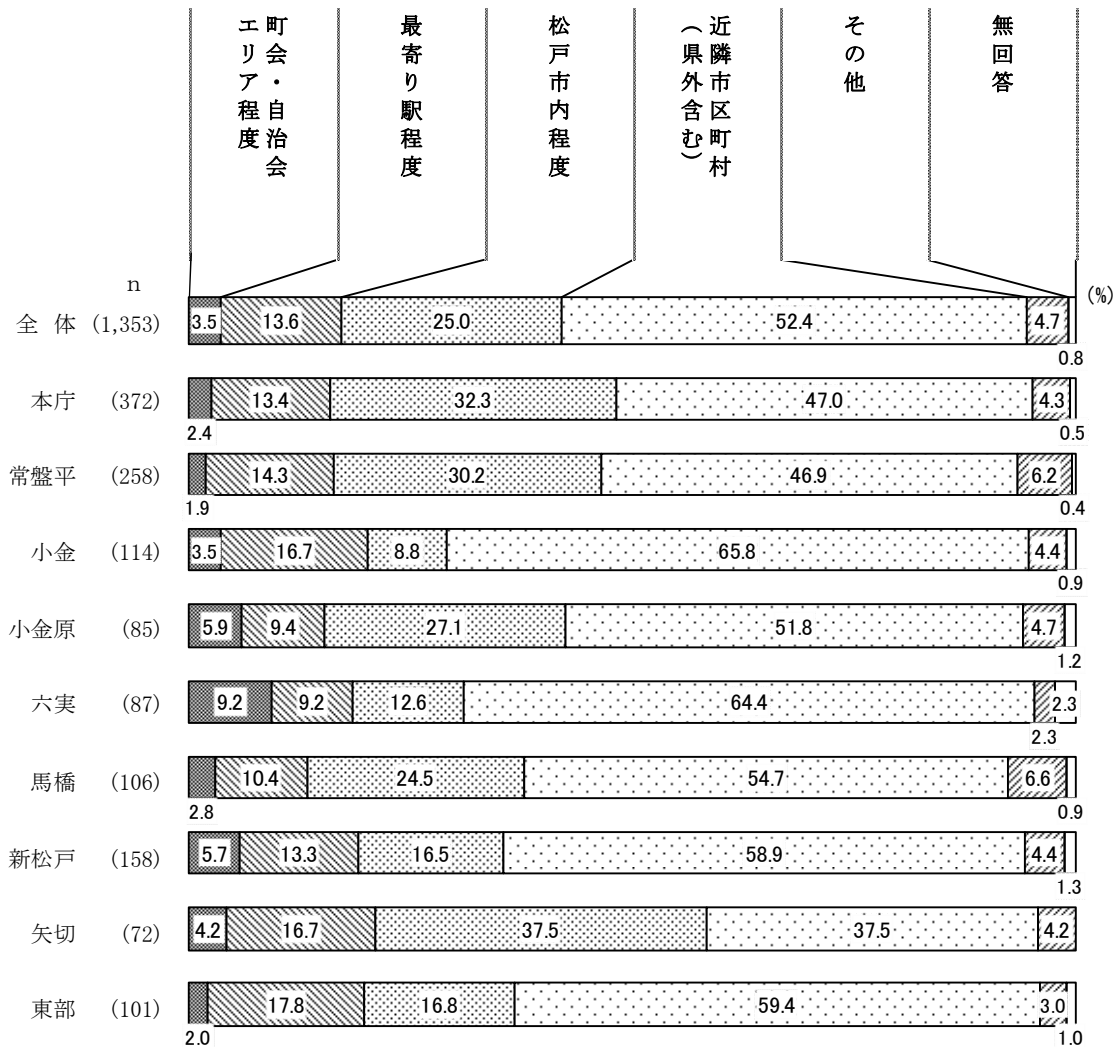 町会・自治会
エリア程度
最寄り駅程度
松戸市内程度
近隣市区町村
（県外含む）
その他
無回答
n
(%)
全 体 (1,353) 3.5 13.6 25.0 52.4 4.7
0.8
本庁 (372) 13.4 32.3 47.0 4.3
2.4 0.5
常盤平 (258) 14.3 30.2 46.9 6.2
1.9 0.4
小金 (114) 3.5 16.7 8.8 65.8 4.4
0.9
小金原 (85) 5.9 9.4 27.1 51.8 4.7
1.2
六実 (87) 9.2 9.2 12.6 64.4 2.3
2.3
馬橋 (106) 10.4 24.5 54.7 6.6
2.8 0.9
新松戸 (158) 5.7 13.3 16.5 58.9 4.4
1.3
矢切 (72) 4.2 16.7 37.5 37.5 4.2
東部 (101) 17.8 16.8 59.4 3.0
2.0 1.0